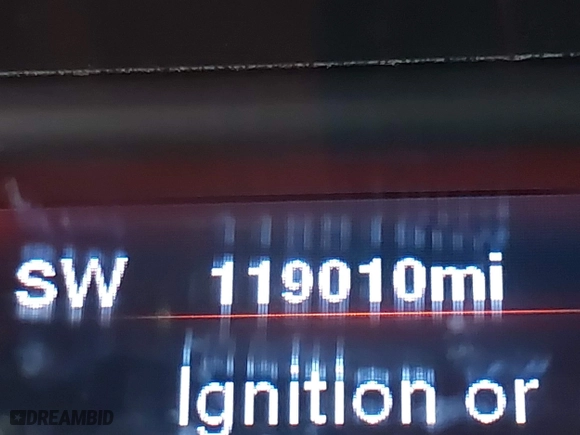 SW 119010mi
Ignition or
DREAMBID